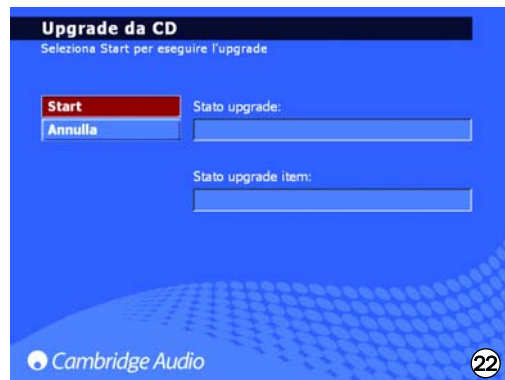 Upgrade da CD
Seleziona Start per eseguire l'upgrade
Start
Annulla
Stato upgrade:
Stato upgrade item:
Cambridge Audio
22